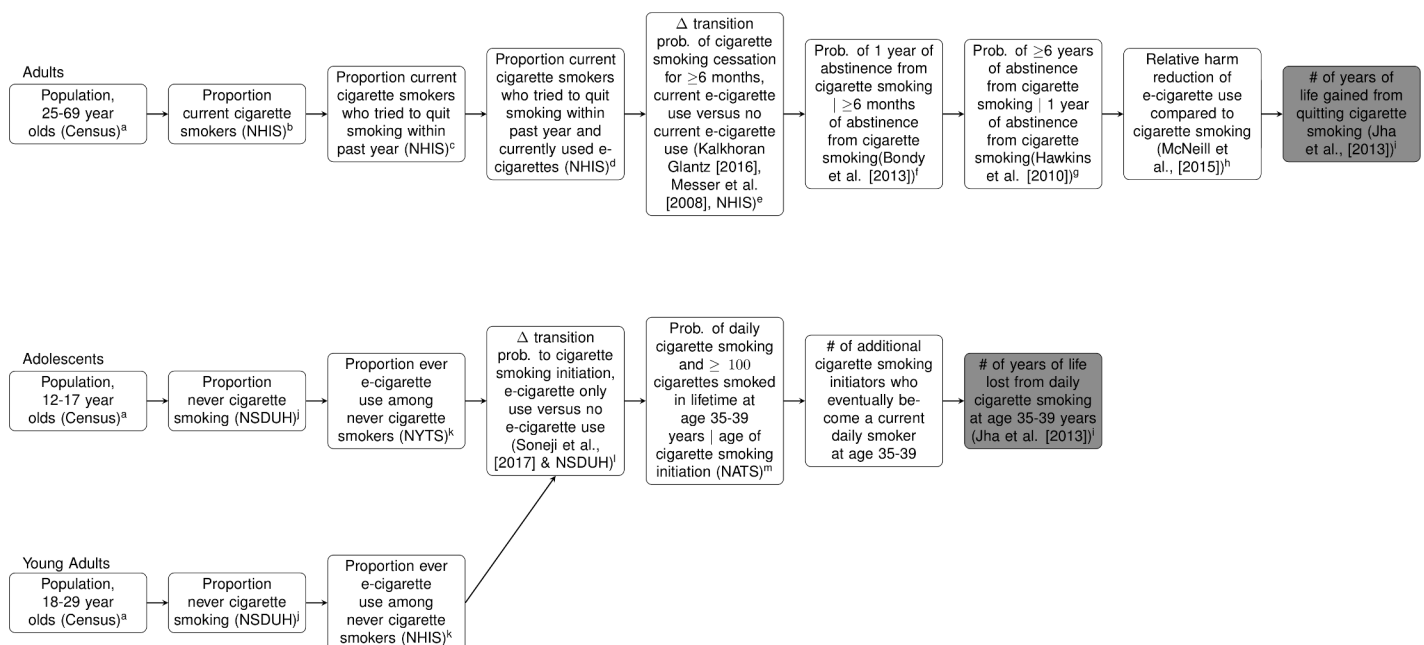 Adults
Population,
25-69 year
olds (Census)ᵃ
Proportion
current cigarette
smokers (NHIS)ᵇ
Proportion current
cigarette smokers
who tried to quit
smoking within
past year (NHIS)ᶜ
Proportion current
cigarette smokers
who tried to quit
smoking within
past year and
currently used e-
cigarettes (NHIS)ᵈ
Δ transition
prob. of cigarette
smoking cessation
for ≥6 months,
current e-cigarette
use versus no
current e-cigarette
use (Kalkhoran
Glantz [2016],
Messer et al.
[2008], NHIS)ᵉ
Prob. of 1 year of
abstinence from
cigarette smoking
| ≥6 months
of abstinence
from cigarette
smoking(Bondy
et al. [2013])ᶠ
Prob. of ≥6 years
of abstinence
from cigarette
smoking | 1 year
of abstinence
from cigarette
smoking(Hawkins
et al. [2010])ᵍ
Relative harm
reduction of
e-cigarette use
compared to
cigarette smoking
(McNeill et
al., [2015])ʰ
# of years of
life gained from
quitting cigarette
smoking (Jha
et al., [2013])ⁱ
Adolescents
Population,
12-17 year
olds (Census)ᵃ
Proportion
never cigarette
smoking (NSDUH)ʲ
Proportion ever
e-cigarette
use among
never cigarette
smokers (NYTS)ᵏ
Δ transition
prob. to cigarette
smoking initiation,
e-cigarette only
use versus no
e-cigarette use
(Soneji et al.,
[2017] & NSDUH)ˡ
Prob. of daily
cigarette smoking
and ≥ 100
cigarettes smoked
in lifetime at
age 35-39
years | age of
cigarette smoking
initiation (NATS)ᵐ
# of additional
cigarette smoking
initiators who
eventually be-
come a current
daily smoker
at age 35-39
# of years of life
lost from daily
cigarette smoking
at age 35-39 years
(Jha et al. [2013])ⁱ
Young Adults
Population,
18-29 year
olds (Census)ᵃ
Proportion
never cigarette
smoking (NSDUH)ʲ
Proportion ever
e-cigarette
use among
never cigarette
smokers (NHIS)ᵏ